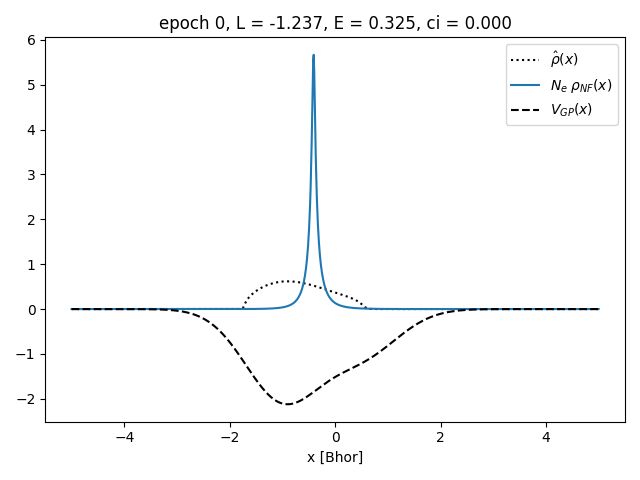 epoch 0, L = -1.237, E = 0.325, ci = 0.000
6
5
4
3
2
1
0
−1
−2
ρ̂(x)
Nₑ ρ_NF(x)
V_GP(x)
−4
−2
0
2
4
x [Bhor]